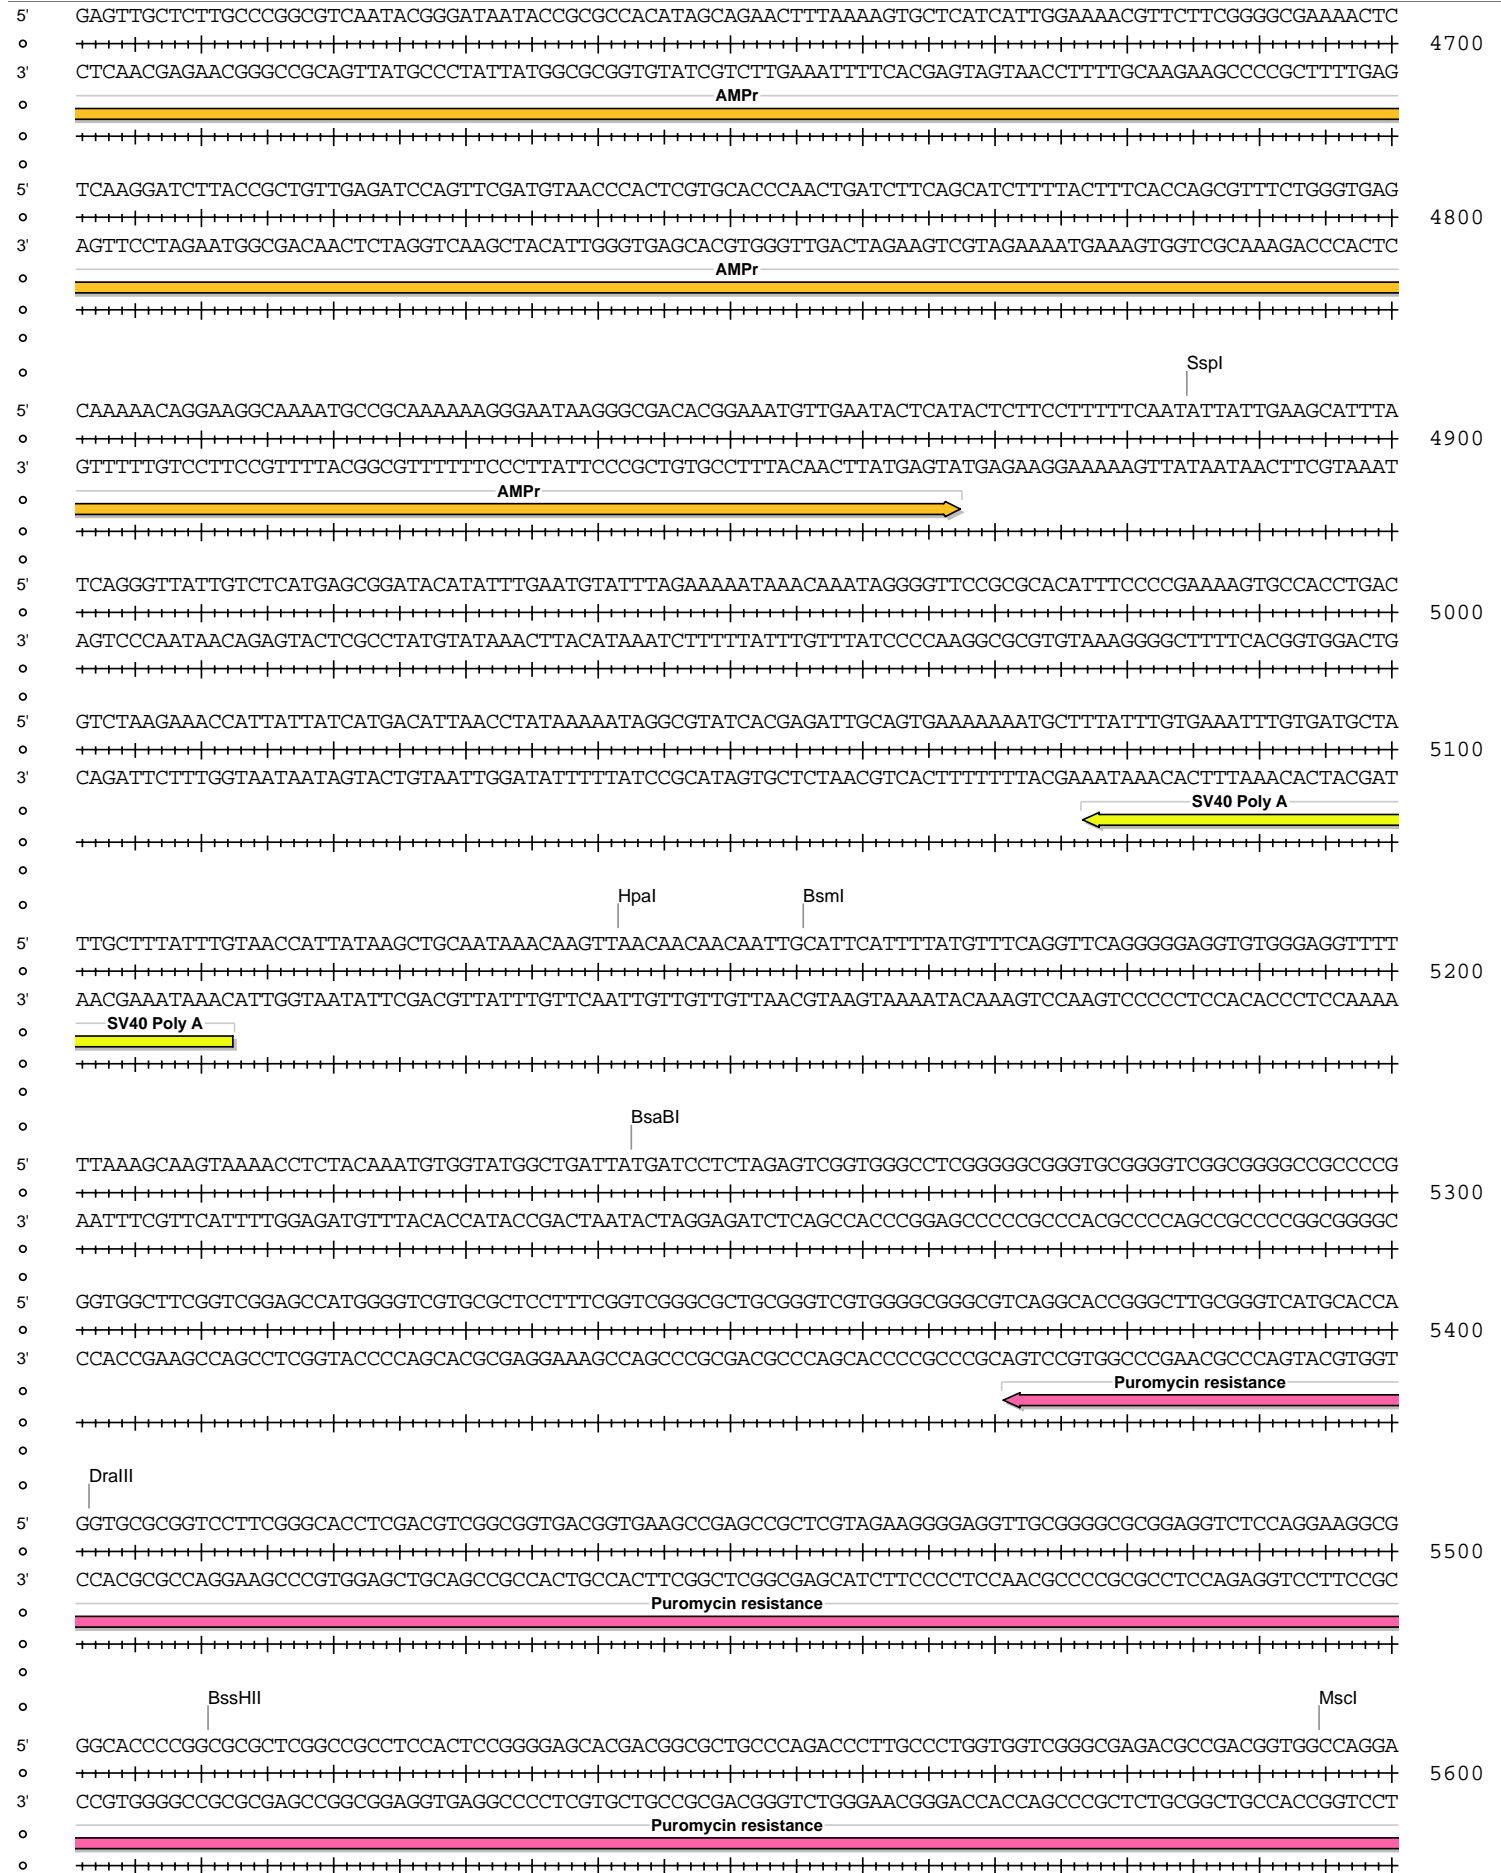 5' GAGTTGCTCTTGCCCGGCGTCAATACGGGATAATACCGCGCCACATAGCAGAACTTTAAAAGTGCTCATCATTGGAAAACGTTCTTCGGGGCGAAAACTC
4700
3' CTCAACGAGAACGGGCCGCAGTTATGCCCTATTATGGCGCGGTGTATCGTCTTGAAATTTTCACGAGTAGTAACCTTTTGCAAGAAGCCCCGCTTTTGAG
AMPr
5' TCAAGGATCTTACCGCTGTTGAGATCCAGTTCGATGTAACCCACTCGTGCACCCAACTGATCTTCAGCATCTTTTACTTTCACCAGCGTTTCTGGGTGAG
4800
3' AGTTCCTAGAATGGCGACAACTCTAGGTCAAGCTACATTGGGTGAGCACGTGGGTTGACTAGAAGTCGTAGAAAATGAAAGTGGTCGCAAAGACCCACTC
AMPr
SspI
5' CAAAAACAGGAAGGCAAAATGCCGCAAAAAAGGGAATAAGGGCGACACGGAAATGTTGAATACTCATACTCTTCCTTTTTCAATATTATTGAAGCATTTA
4900
3' GTTTTTGTCCTTCCGTTTTACGGCGTTTTTTCCCTTATTCCCGCTGTGCCTTTACAACTTATGAGTATGAGAAGGAAAAAGTTATAATAACTTCGTAAAT
AMPr
5' TCAGGGTTATTGTCTCATGAGCGGATACATATTTGAATGTATTTAGAAAAATAAACAAATAGGGGTTCCGCGCACATTTCCCCGAAAAGTGCCACCTGAC
5000
3' AGTCCCAATAACAGAGTACTCGCCTATGTATAAACTTACATAAATCTTTTTATTTGTTTATCCCCAAGGCGCGTGTAAAGGGGCTTTTCACGGTGGACTG
5' GTCTAAGAAACCATTATTATCATGACATTAACCTATAAAAATAGGCGTATCACGAGATTGCAGTGAAAAAAATGCTTTATTTGTGAAATTTGTGATGCTA
5100
3' CAGATTCTTTGGTAATAATAGTACTGTAATTGGATATTTTTATCCGCATAGTGCTCTAACGTCACTTTTTTTACGAAATAAACACTTTAAACACTACGAT
SV40 Poly A
HpaI BsmI
5' TTGCTTTATTTGTAACCATTATAAGCTGCAATAAACAAGTTAACAACAACAATTGCATTCATTTTATGTTTCAGGTTCAGGGGGAGGTGTGGGAGGTTTT
5200
3' AACGAAATAAACATTGGTAATATTCGACGTTATTTGTTCAATTGTTGTTGTTAACGTAAGTAAAATACAAAGTCCAAGTCCCCCTCCACACCCTCCAAAA
SV40 Poly A
BsaBI
5' TTAAAGCAAGTAAAACCTCTACAAATGTGGTATGGCTGATTATGATCCTCTAGAGTCGGTGGGCCTCGGGGGCGGGTGCGGGGTCGGCGGGGCCGCCCCG
5300
3' AATTTCGTTCATTTTGGAGATGTTTACACCATACCGACTAATACTAGGAGATCTCAGCCACCCGGAGCCCCCGCCCACGCCCCAGCCGCCCCGGCGGGGC
5' GGTGGCTTCGGTCGGAGCCATGGGGTCGTGCGCTCCTTTCGGTCGGGCGCTGCGGGTCGTGGGGCGGGCGTCAGGCACCGGGCTTGCGGGTCATGCACCA
5400
3' CCACCGAAGCCAGCCTCGGTACCCCAGCACGCGAGGAAAGCCAGCCCGCGACGCCCAGCACCCCGCCCGCAGTCCGTGGCCCGAACGCCCAGTACGTGGT
Puromycin resistance
DraIII
5' GGTGCGCGGTCCTTCGGGCACCTCGACGTCGGCGGTGACGGTGAAGCCGAGCCGCTCGTAGAAGGGGAGGTTGCGGGGCGCGGAGGTCTCCAGGAAGGCG
5500
3' CCACGCGCCAGGAAGCCCGTGGAGCTGCAGCCGCCACTGCCACTTCGGCTCGGCGAGCATCTTCCCCTCCAACGCCCCGCGCCTCCAGAGGTCCTTCCGC
Puromycin resistance
BssHII MscI
5' GGCACCCCGGCGCGCTCGGCCGCCTCCACTCCGGGGAGCACGACGGCGCTGCCCAGACCCTTGCCCTGGTGGTCGGGCGAGACGCCGACGGTGGCCAGGA
5600
3' CCGTGGGGCCGCGCGAGCCGGCGGAGGTGAGGCCCCTCGTGCTGCCGCGACGGGTCTGGGAACGGGACCACCAGCCCGCTCTGCGGCTGCCACCGGTCCT
Puromycin resistance